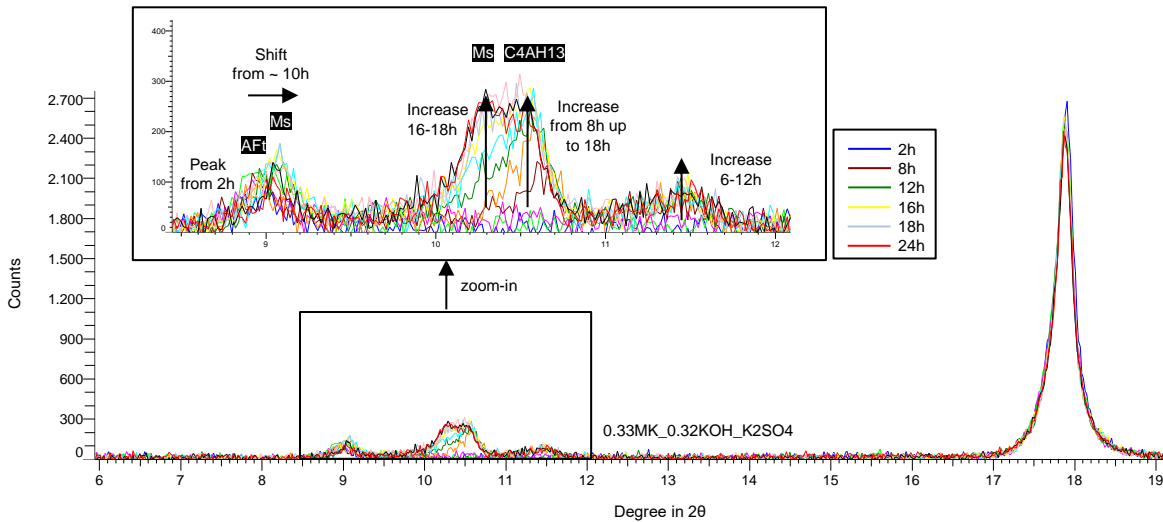 400
300
200
100
0
Shift
from ~ 10h
Ms
AFt
Peak
from 2h
Ms
C4AH13
Increase
16-18h
Increase
from 8h up
to 18h
Increase
6-12h
9
10
11
12
zoom-in
2h
8h
12h
16h
18h
24h
2.700
2.400
2.100
1.800
1.500
1.200
900
600
300
0
Counts
0.33MK_0.32KOH_K2SO4
6 7 8 9 10 11 12 13 14 15 16 17 18 19
Degree in 2θ